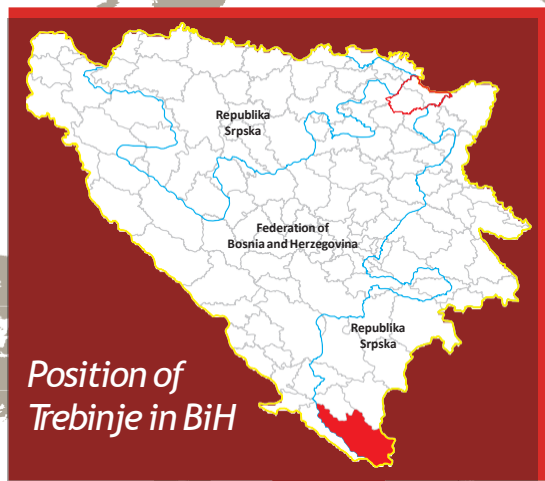 Republika
Srpska
Federation of
Bosnia and Herzegovina
Republika
Srpska
Position of
Trebinje in BiH